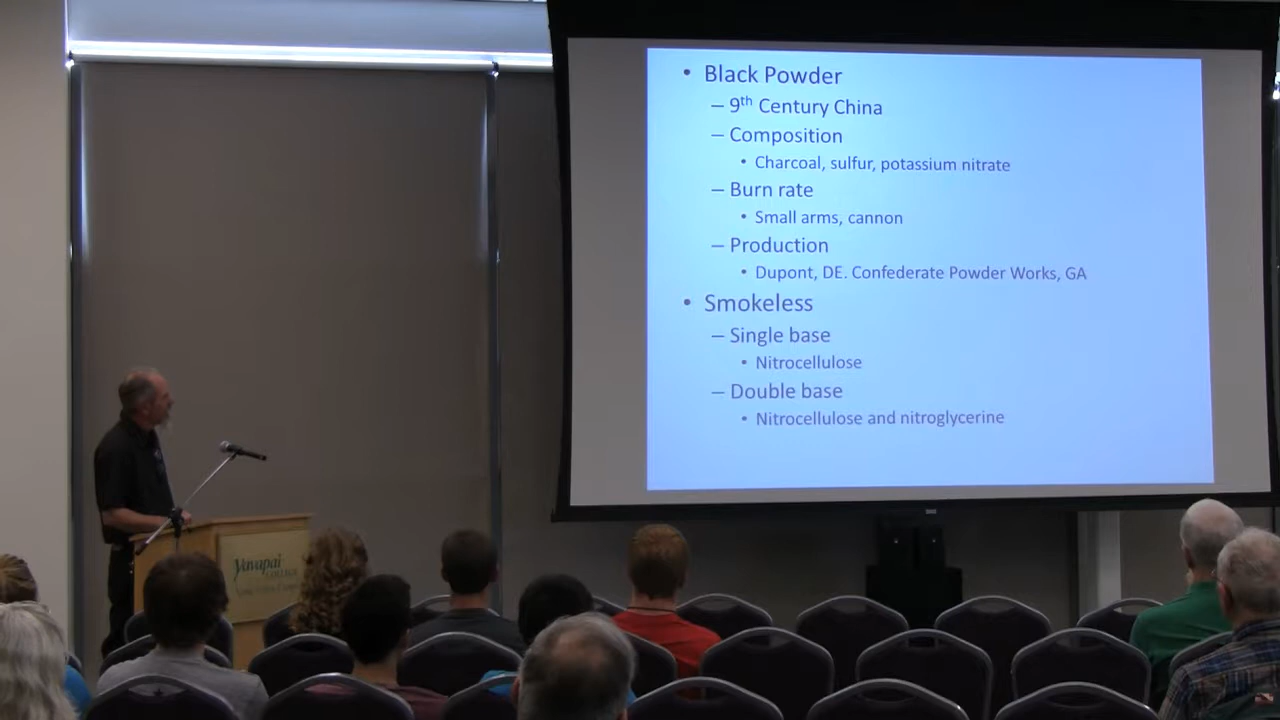 • Black Powder
– 9th Century China
– Composition
• Charcoal, sulfur, potassium nitrate
– Burn rate
• Small arms, cannon
– Production
• Dupont, DE. Confederate Powder Works, GA
• Smokeless
– Single base
• Nitrocellulose
– Double base
• Nitrocellulose and nitroglycerine
Yavapai
COLLEGE